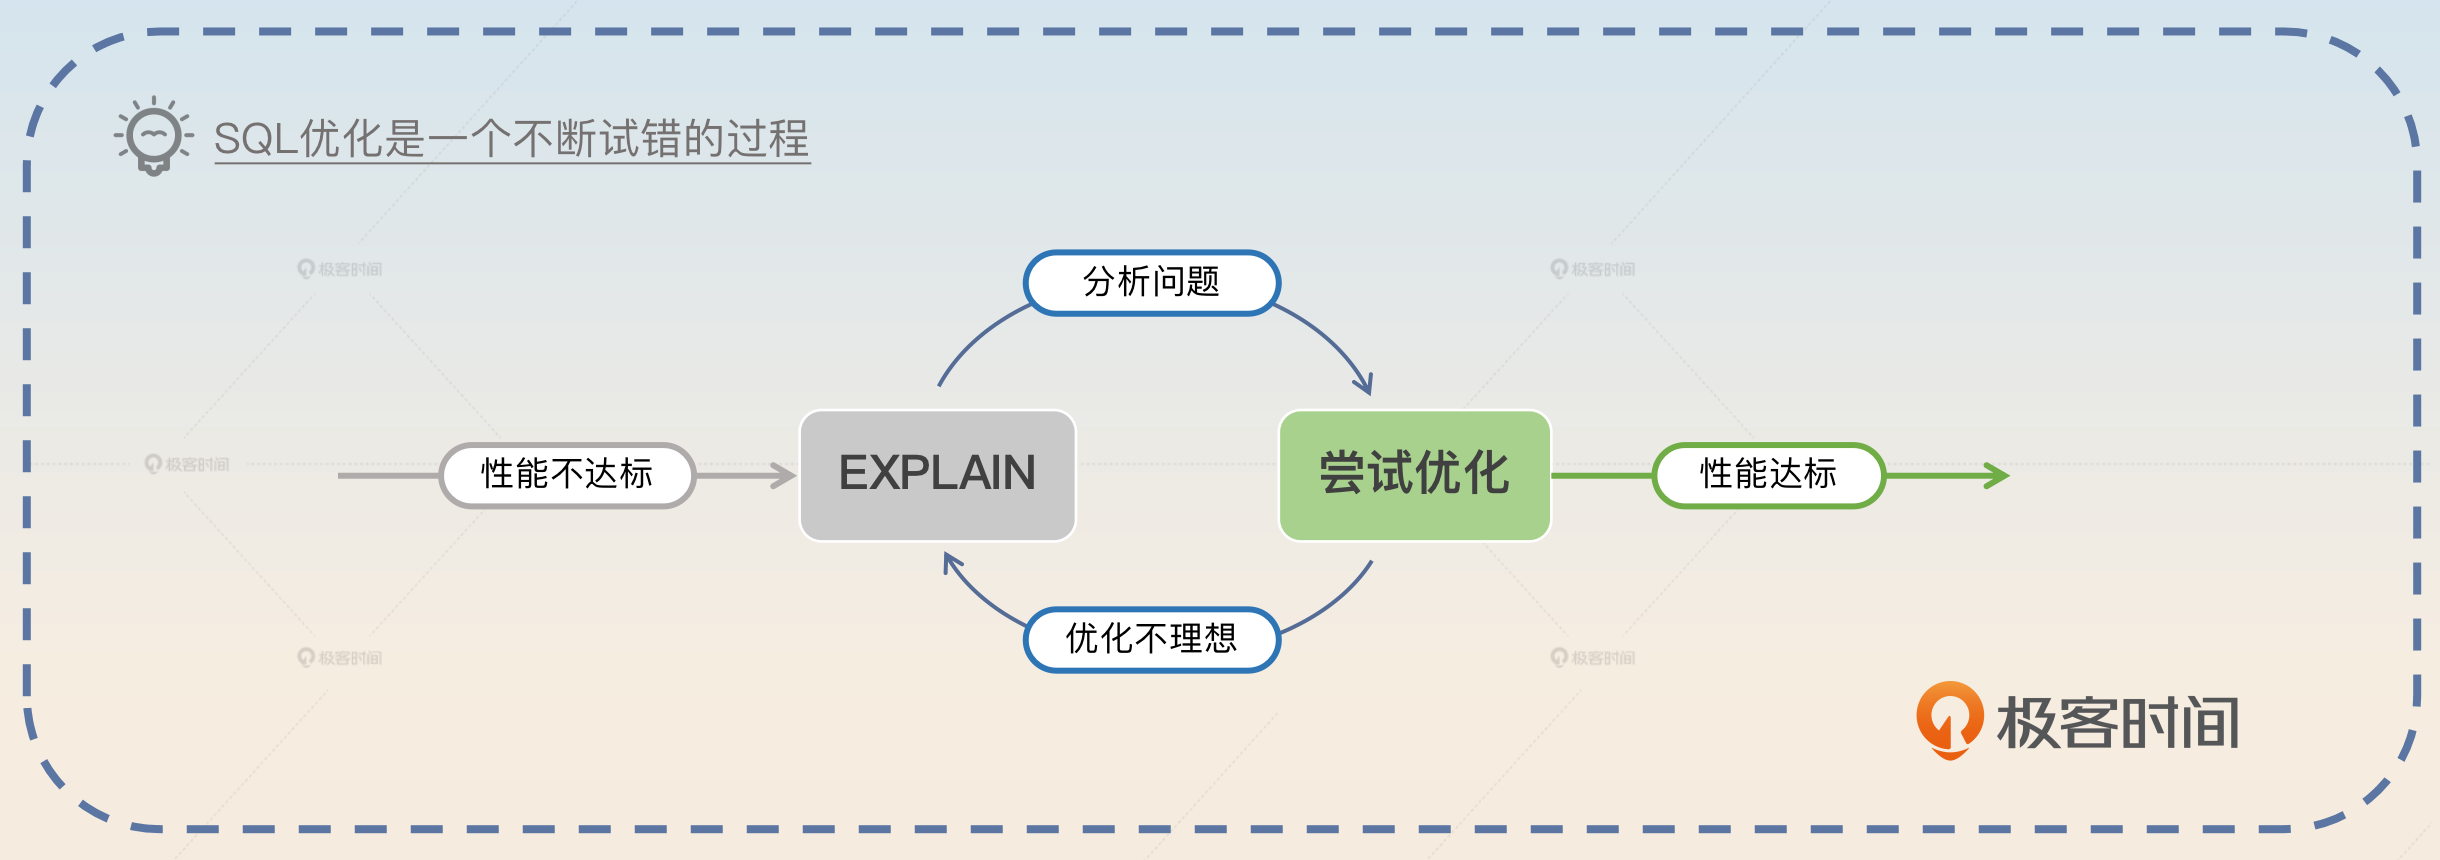 SQL优化是一个不断试错的过程
极客时间
极客时间
分析问题
极客时间
性能不达标
EXPLAIN
尝试优化
性能达标
优化不理想
极客时间
极客时间
极客时间